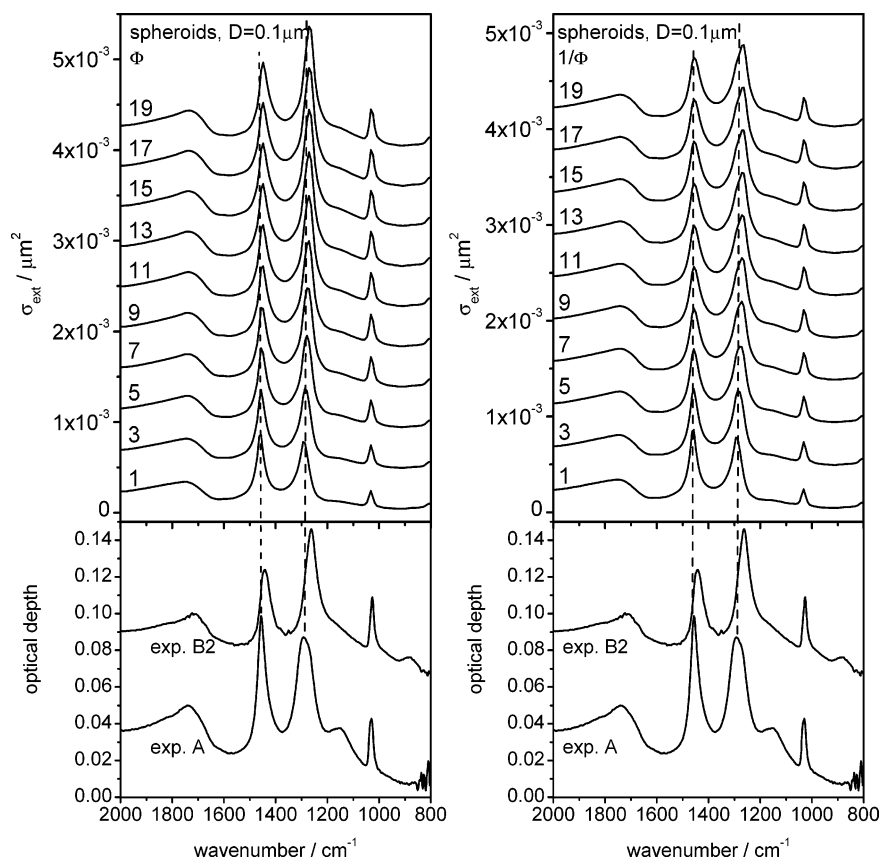 spheroids, D=0.1μm
Φ
5x10⁻³
4x10⁻³
3x10⁻³
2x10⁻³
1x10⁻³
0
19
17
15
13
11
9
7
5
3
1
σext / μm²
0.14
0.12
0.10
0.08
0.06
0.04
0.02
0.00
exp. B2
exp. A
optical depth
2000 1800 1600 1400 1200 1000 800
wavenumber / cm⁻¹
spheroids, D=0.1μm
1/Φ
5x10⁻³
4x10⁻³
3x10⁻³
2x10⁻³
1x10⁻³
0
19
17
15
13
11
9
7
5
3
1
σext / μm²
0.14
0.12
0.10
0.08
0.06
0.04
0.02
0.00
exp. B2
exp. A
optical depth
2000 1800 1600 1400 1200 1000 800
wavenumber / cm⁻¹